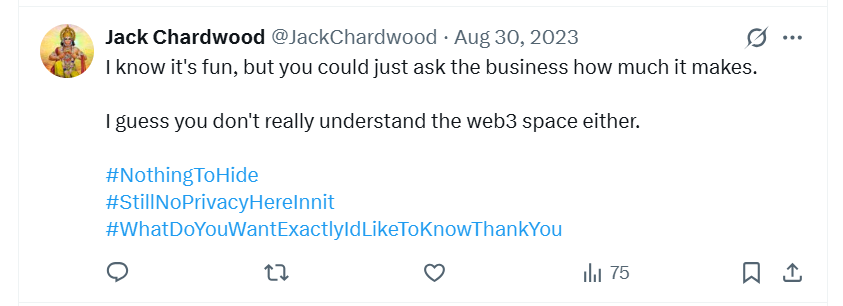 Jack Chardwood @JackChardwood · Aug 30, 2023
I know it's fun, but you could just ask the business how much it makes.
I guess you don't really understand the web3 space either.
#NothingToHide
#StillNoPrivacyHereInnit
#WhatDoYouWantExactlyIdLikeToKnowThankYou
75